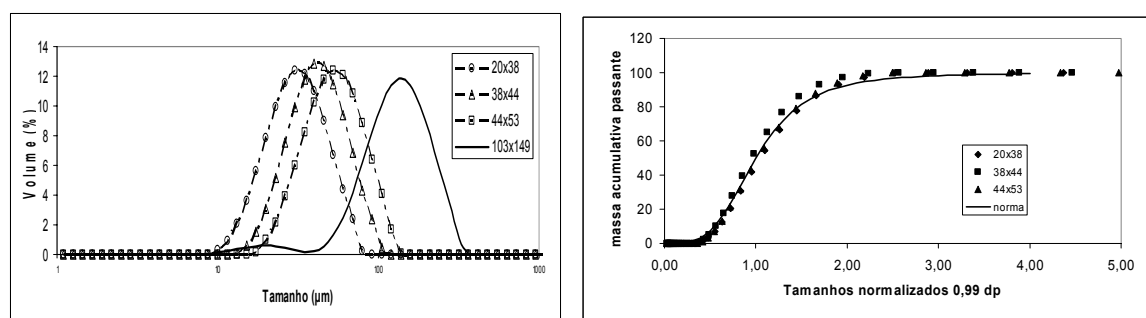 14
12
10
8
6
4
2
0
Volume (%)
1
10
100
1000
Tamanho (µm)
20x38
38x44
44x53
103x149
120
100
80
60
40
20
0
massa acumulativa passante
0,00
1,00
2,00
3,00
4,00
5,00
Tamanhos normalizados 0,99 dp
20x38
38x44
44x53
norma